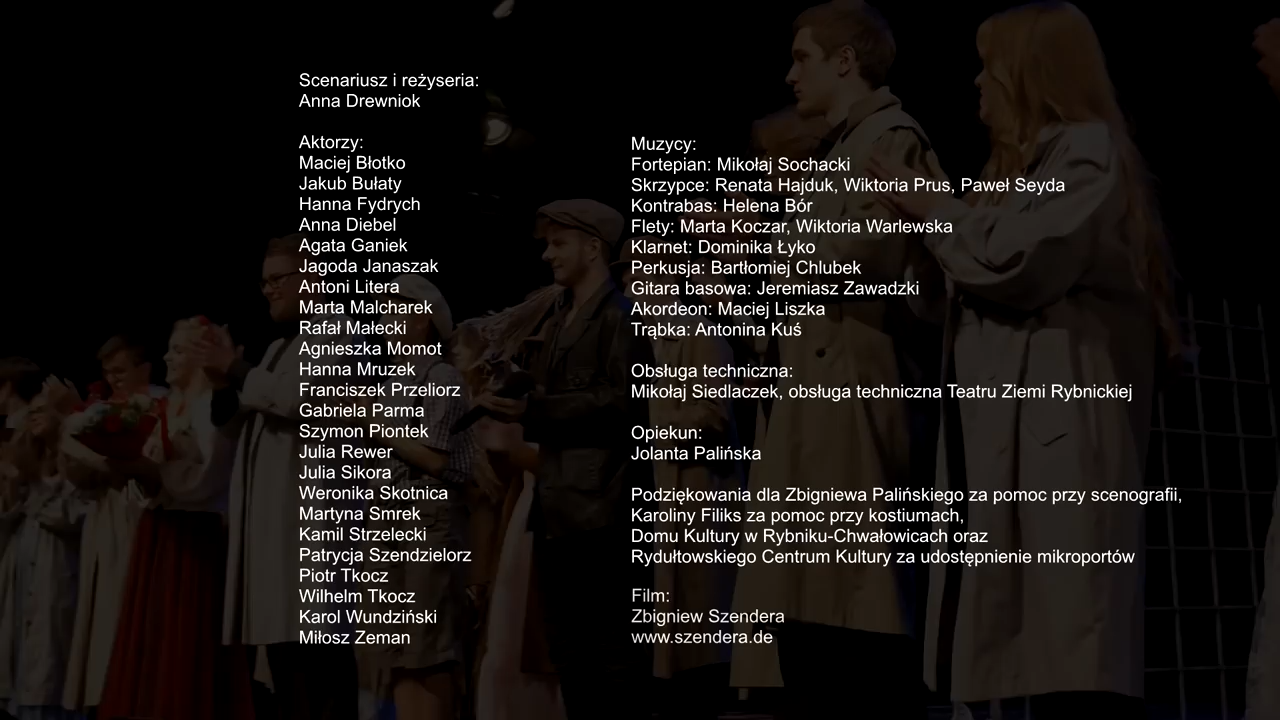 Scenariusz i reżyseria:
Anna Drewniok
Aktorzy:
Maciej Błotko
Jakub Bułaty
Hanna Fydrych
Anna Diebel
Agata Ganiek
Jagoda Janaszak
Antoni Litera
Marta Malcharek
Rafał Małecki
Agnieszka Momot
Hanna Mruzek
Franciszek Przeliorz
Gabriela Parma
Szymon Piontek
Julia Rewer
Julia Sikora
Weronika Skotnica
Martyna Smrek
Kamil Strzelecki
Patrycja Szendzielorz
Piotr Tkocz
Wilhelm Tkocz
Karol Wundziński
Miłosz Zeman
Muzycy:
Fortepian: Mikołaj Sochacki
Skrzypce: Renata Hajduk, Wiktoria Prus, Paweł Seyda
Kontrabas: Helena Bór
Flety: Marta Koczar, Wiktoria Warlewska
Klarnet: Dominika Łyko
Perkusja: Bartłomiej Chlubek
Gitara basowa: Jeremiasz Zawadzki
Akordeon: Maciej Liszka
Trąbka: Antonina Kuś
Obsługa techniczna:
Mikołaj Siedlaczek, obsługa techniczna Teatru Ziemi Rybnickiej
Opiekun:
Jolanta Palińska
Podziękowania dla Zbigniewa Palińskiego za pomoc przy scenografii,
Karoliny Filiks za pomoc przy kostiumach,
Domu Kultury w Rybniku-Chwałowicach oraz
Rydułtowskiego Centrum Kultury za udostępnienie mikroportów
Film:
Zbigniew Szendera
www.szendera.de